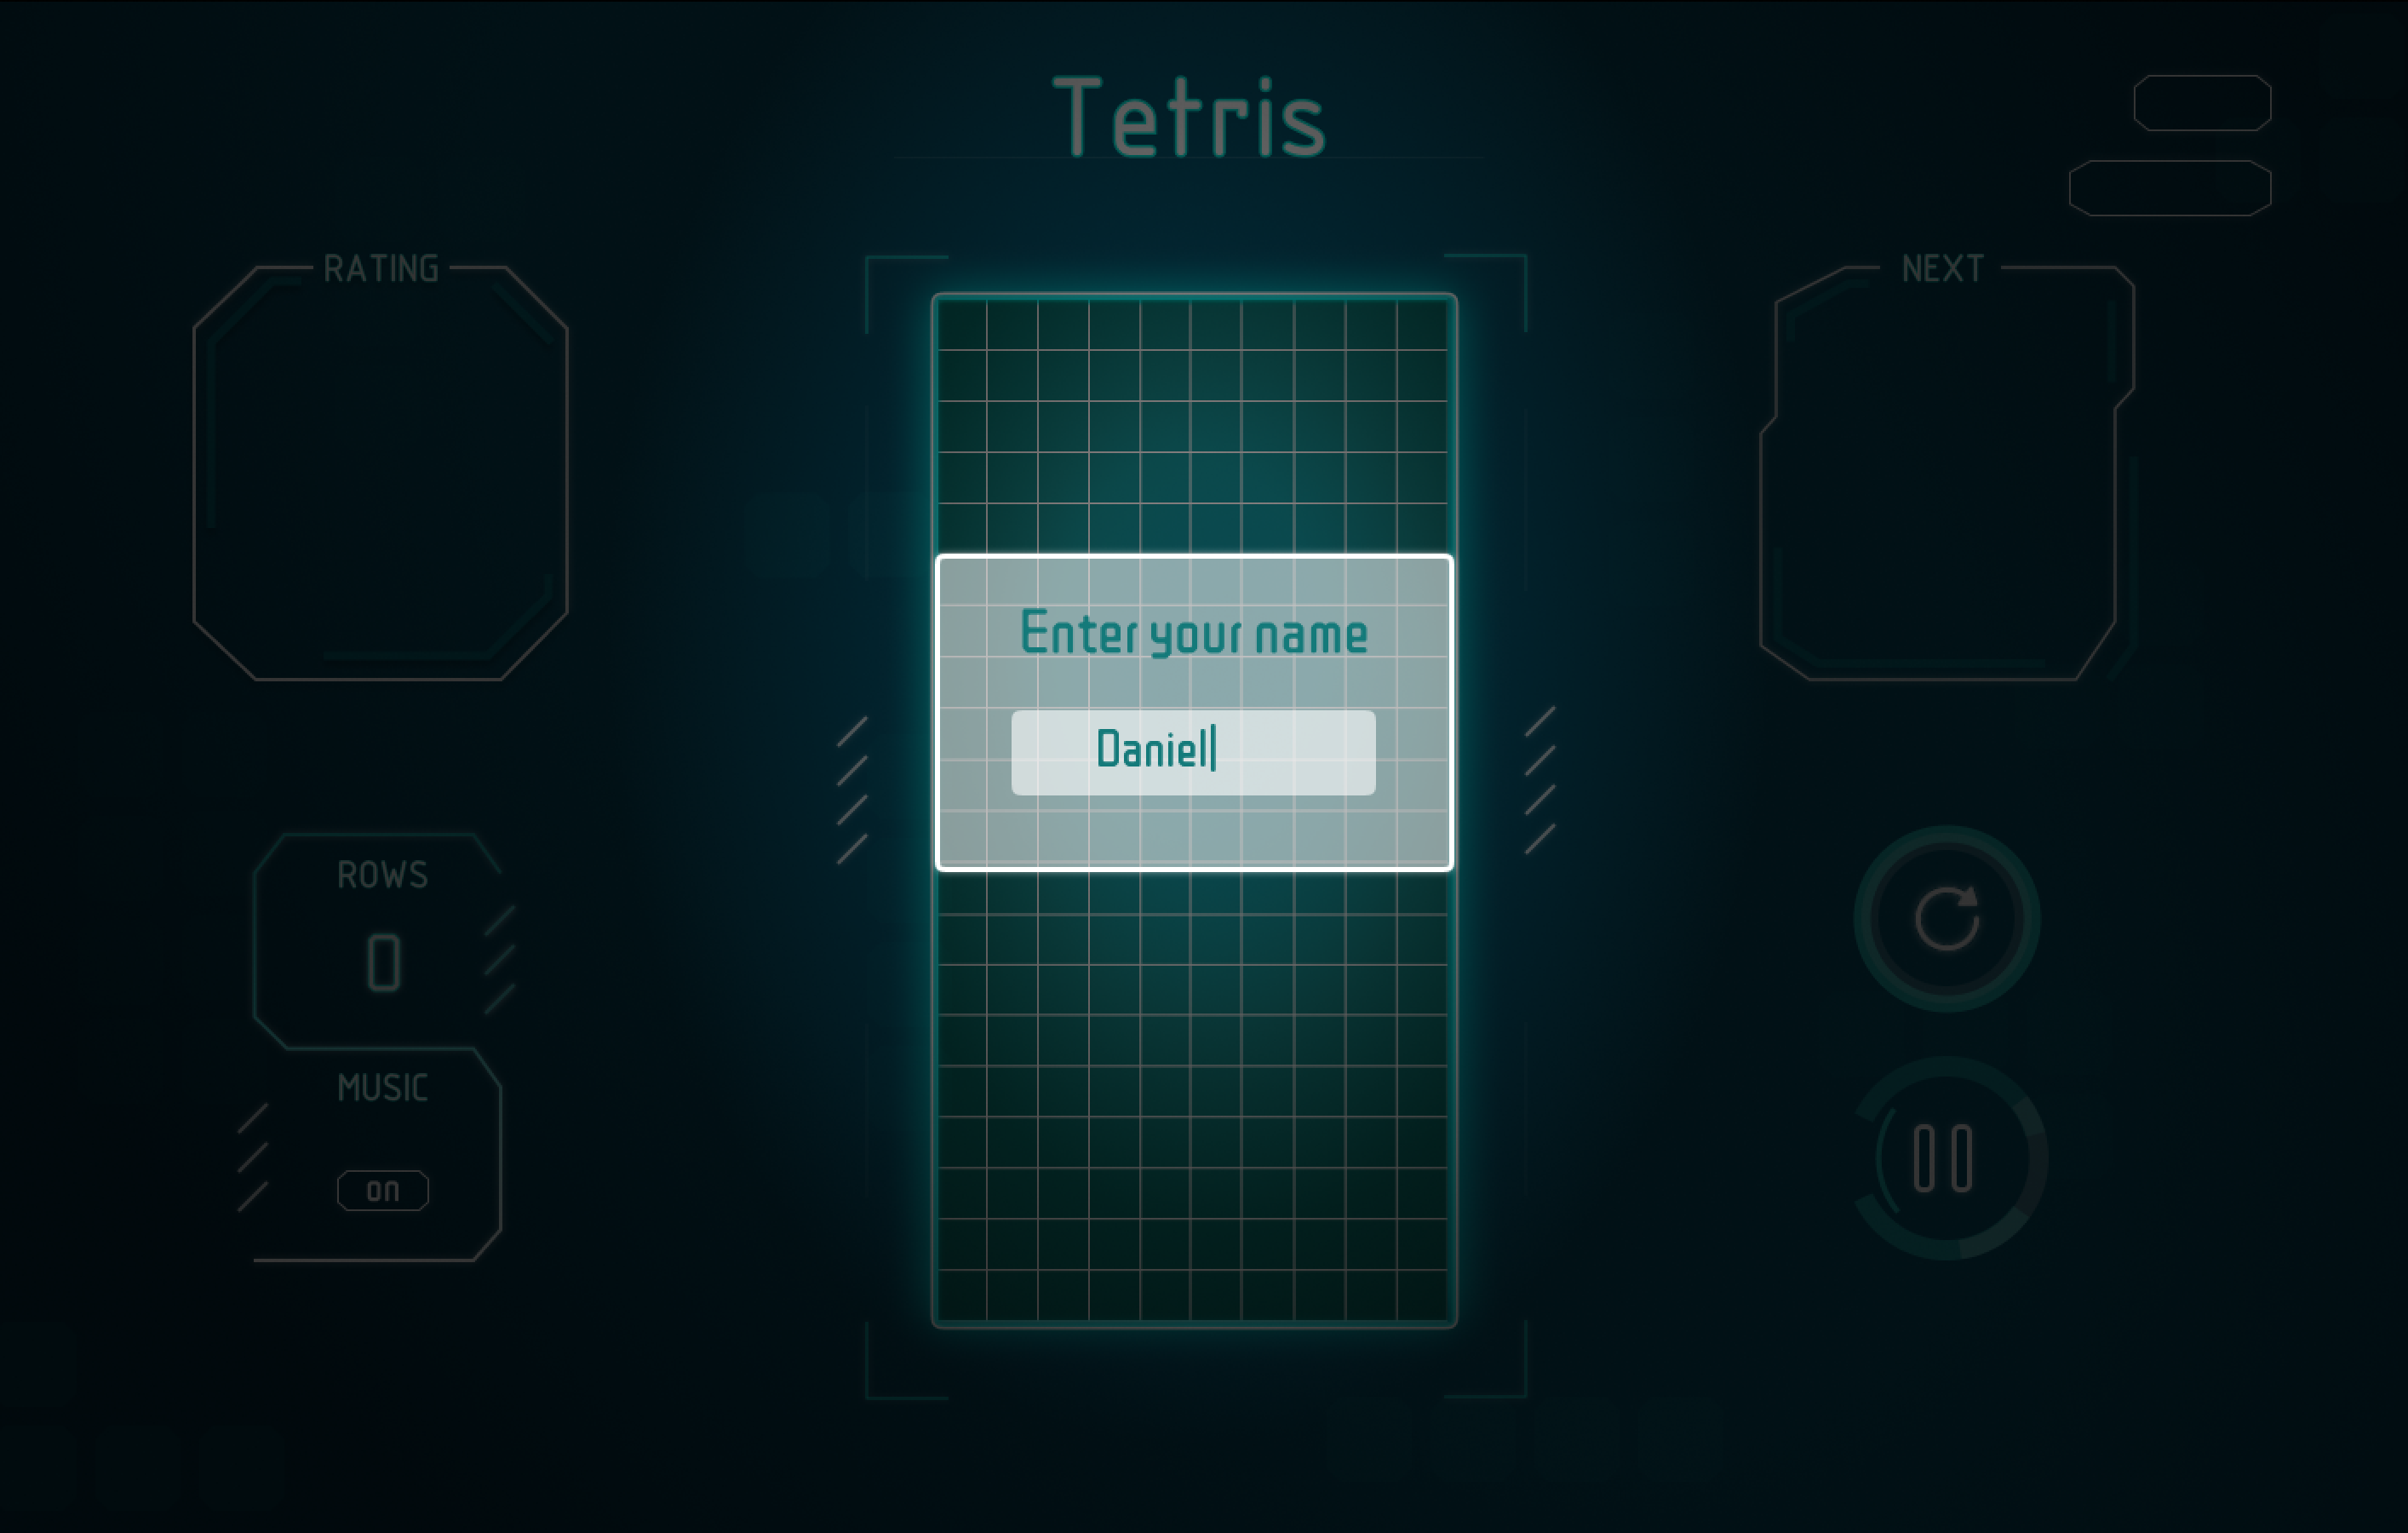 Tetris
RATING
NEXT
Enter your name
Daniel
ROWS
0
MUSIC
on